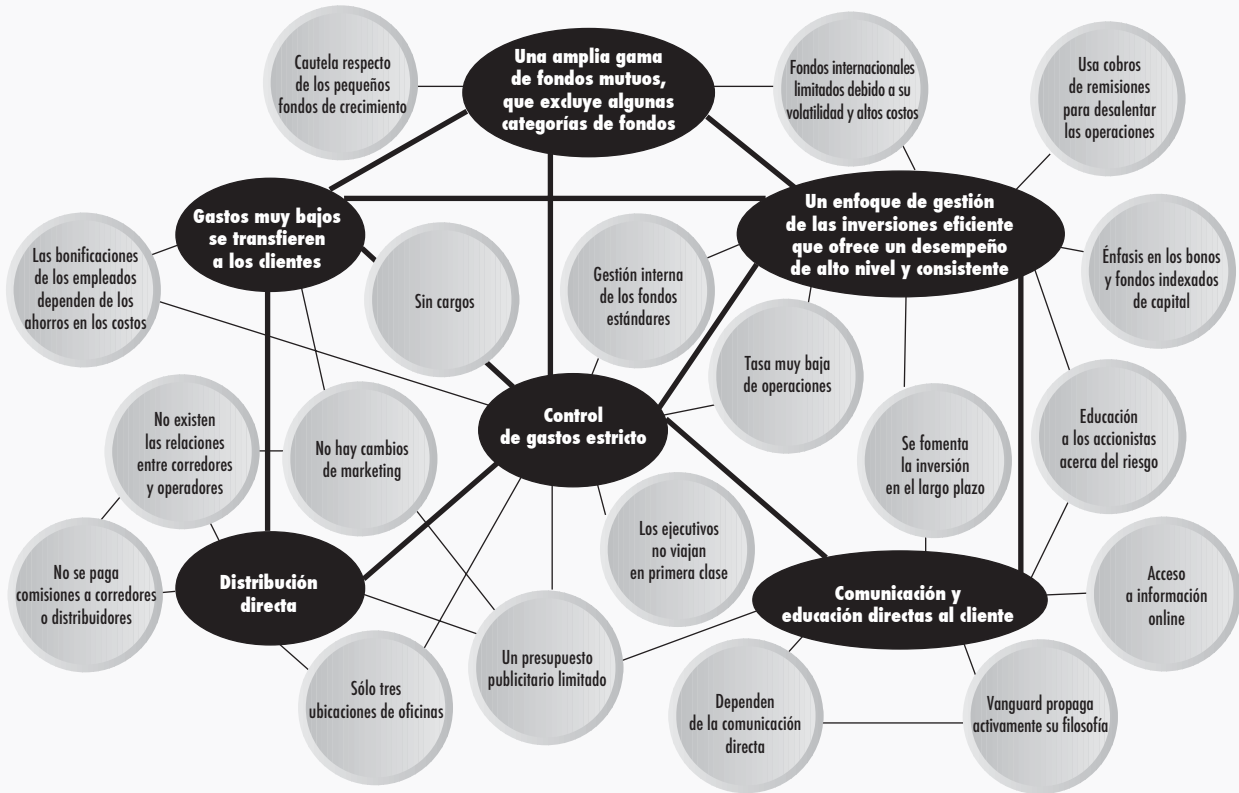 Cautela respecto
de los pequeños
fondos de crecimiento
Una amplia gama
de fondos mutuos,
que excluye algunas
categorías de fondos
Fondos internacionales
limitados debido a su
volatilidad y altos costos
Usa cobros
de remisiones
para desalentar
las operaciones
Gastos muy bajos
se transfieren
a los clientes
Un enfoque de gestión
de las inversiones eficiente
que ofrece un desempeño
de alto nivel y consistente
Las bonificaciones
de los empleados
dependen de los
ahorros en los costos
Sin cargos
Gestión interna
de los fondos
estándares
Énfasis en los bonos
y fondos indexados
de capital
Tasa muy baja
de operaciones
No existen
las relaciones
entre corredores
y operadores
No hay cambios
de marketing
Control
de gastos estricto
Se fomenta
la inversión
en el largo plazo
Educación
a los accionistas
acerca del riesgo
No se paga
comisiones a corredores
o distribuidores
Distribución
directa
Los ejecutivos
no viajan
en primera clase
Comunicación y
educación directas al cliente
Acceso
a información
online
Sólo tres
ubicaciones de oficinas
Un presupuesto
publicitario limitado
Dependen
de la comunicación
directa
Vanguard propaga
activamente su filosofía